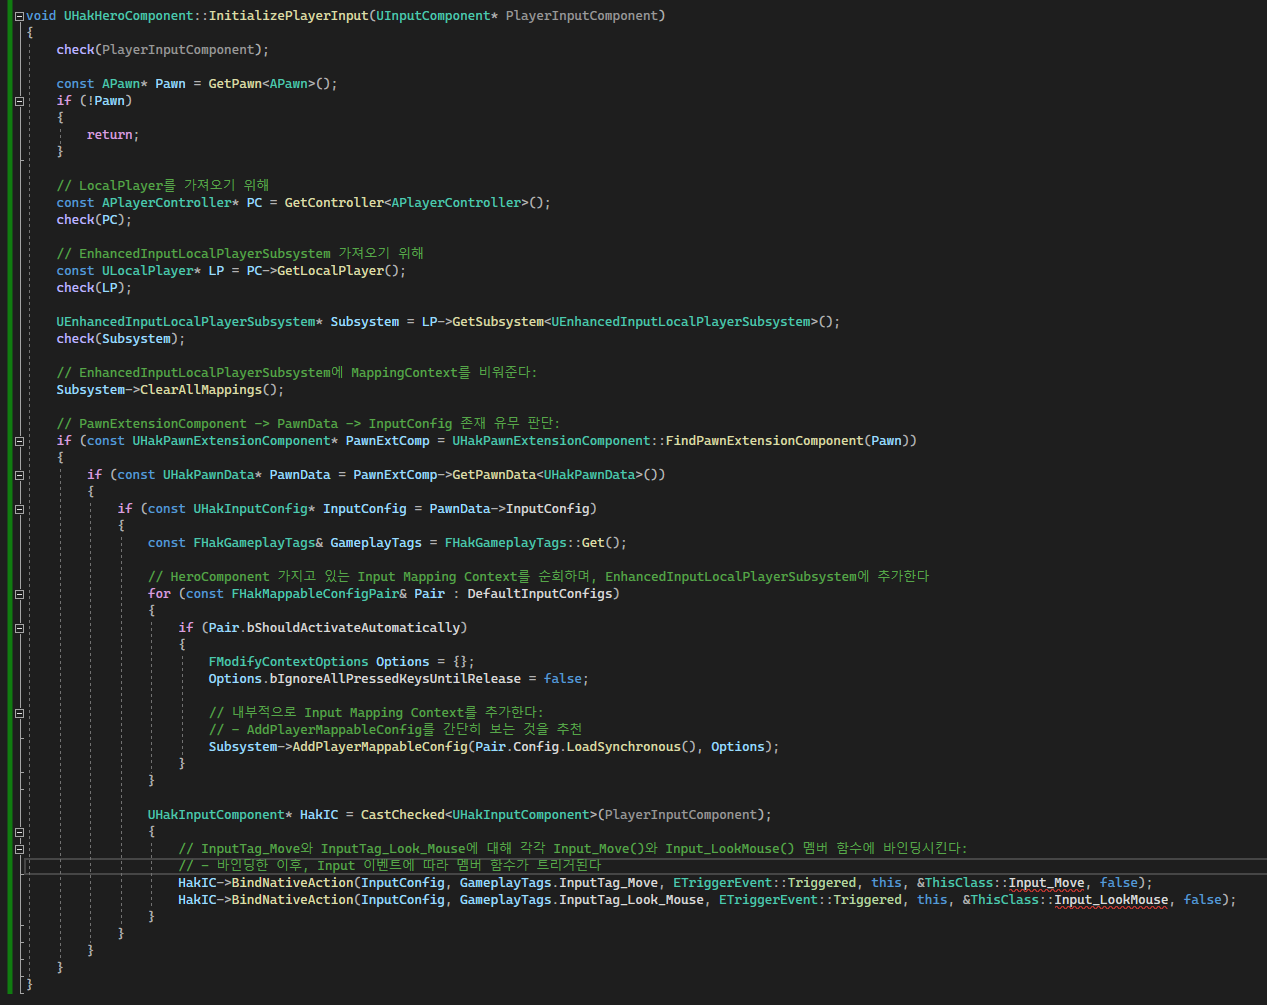 void UHakHeroComponent::InitializePlayerInput(UInputComponent* PlayerInputComponent)
{
    check(PlayerInputComponent);
    const APawn* Pawn = GetPawn<APawn>();
    if (!Pawn)
    {
        return;
    }
    // LocalPlayer를 가져오기 위해
    const APlayerController* PC = GetController<APlayerController>();
    check(PC);
    // EnhancedInputLocalPlayerSubsystem 가져오기 위해
    const ULocalPlayer* LP = PC->GetLocalPlayer();
    check(LP);
    UEnhancedInputLocalPlayerSubsystem* Subsystem = LP->GetSubsystem<UEnhancedInputLocalPlayerSubsystem>();
    check(Subsystem);
    // EnhancedInputLocalPlayerSubsystem에 MappingContext를 비워준다:
    Subsystem->ClearAllMappings();
    // PawnExtensionComponent -> PawnData -> InputConfig 존재 유무 판단:
    if (const UHakPawnExtensionComponent* PawnExtComp = UHakPawnExtensionComponent::FindPawnExtensionComponent(Pawn))
    {
        if (const UHakPawnData* PawnData = PawnExtComp->GetPawnData<UHakPawnData>())
        {
            if (const UHakInputConfig* InputConfig = PawnData->InputConfig)
            {
                const FHakGameplayTags& GameplayTags = FHakGameplayTags::Get();
                // HeroComponent 가지고 있는 Input Mapping Context를 순회하며, EnhancedInputLocalPlayerSubsystem에 추가한다
                for (const FHakMappableConfigPair& Pair : DefaultInputConfigs)
                {
                    if (Pair.bShouldActivateAutomatically)
                    {
                        FModifyContextOptions Options = {};
                        Options.bIgnoreAllPressedKeysUntilRelease = false;
                        // 내부적으로 Input Mapping Context를 추가한다:
                        // - AddPlayerMappableConfig를 간단히 보는 것을 추천
                        Subsystem->AddPlayerMappableConfig(Pair.Config.LoadSynchronous(), Options);
                    }
                }
                UHakInputComponent* HakIC = CastChecked<UHakInputComponent>(PlayerInputComponent);
                {
                    // InputTag_Move와 InputTag_Look_Mouse에 대해 각각 Input_Move()와 Input_LookMouse() 멤버 함수에 바인딩시킨다:
                    // - 바인딩한 이후, Input 이벤트에 따라 멤버 함수가 트리거된다
                    HakIC->BindNativeAction(InputConfig, GameplayTags.InputTag_Move, ETriggerEvent::Triggered, this, &ThisClass::Input_Move, false);
                    HakIC->BindNativeAction(InputConfig, GameplayTags.InputTag_Look_Mouse, ETriggerEvent::Triggered, this, &ThisClass::Input_LookMouse, false);
                }
            }
        }
    }
}